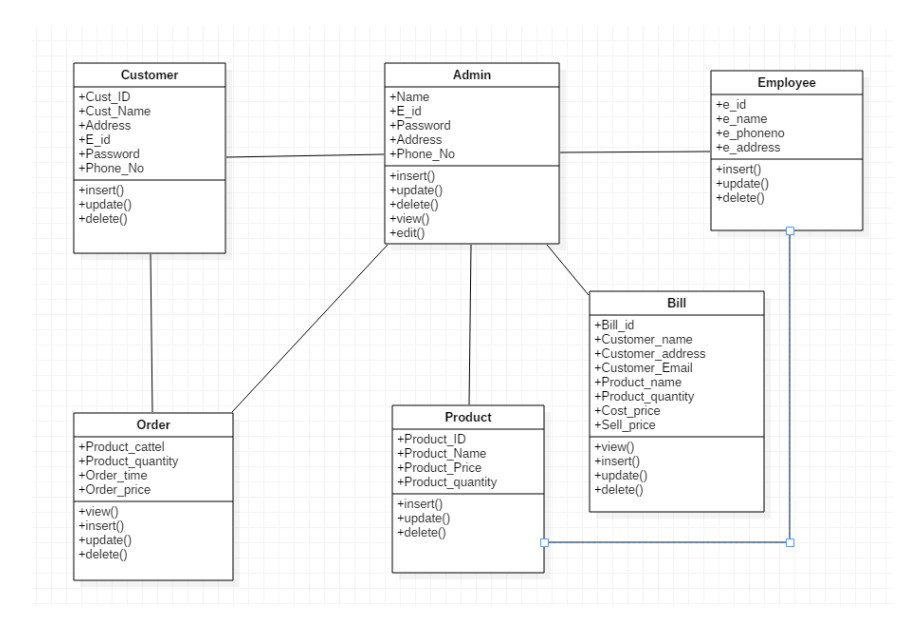 Customer
+Cust_ID
+Cust_Name
+Address
+E_id
+Password
+Phone_No
+insert()
+update()
+delete()
Admin
+Name
+E_id
+Password
+Address
+Phone_No
+insert()
+update()
+delete()
+view()
+edit()
Employee
+e_id
+e_name
+e_phoneno
+e_address
+insert()
+update()
+delete()
Order
+Product_cattel
+Product_quantity
+Order_time
+Order_price
+view()
+insert()
+update()
+delete()
Product
+Product_ID
+Product_Name
+Product_Price
+Product_quantity
+insert()
+update()
+delete()
Bill
+Bill_id
+Customer_name
+Customer_address
+Customer_Email
+Product_name
+Product_quantity
+Cost_price
+Sell_price
+view()
+insert()
+update()
+delete()